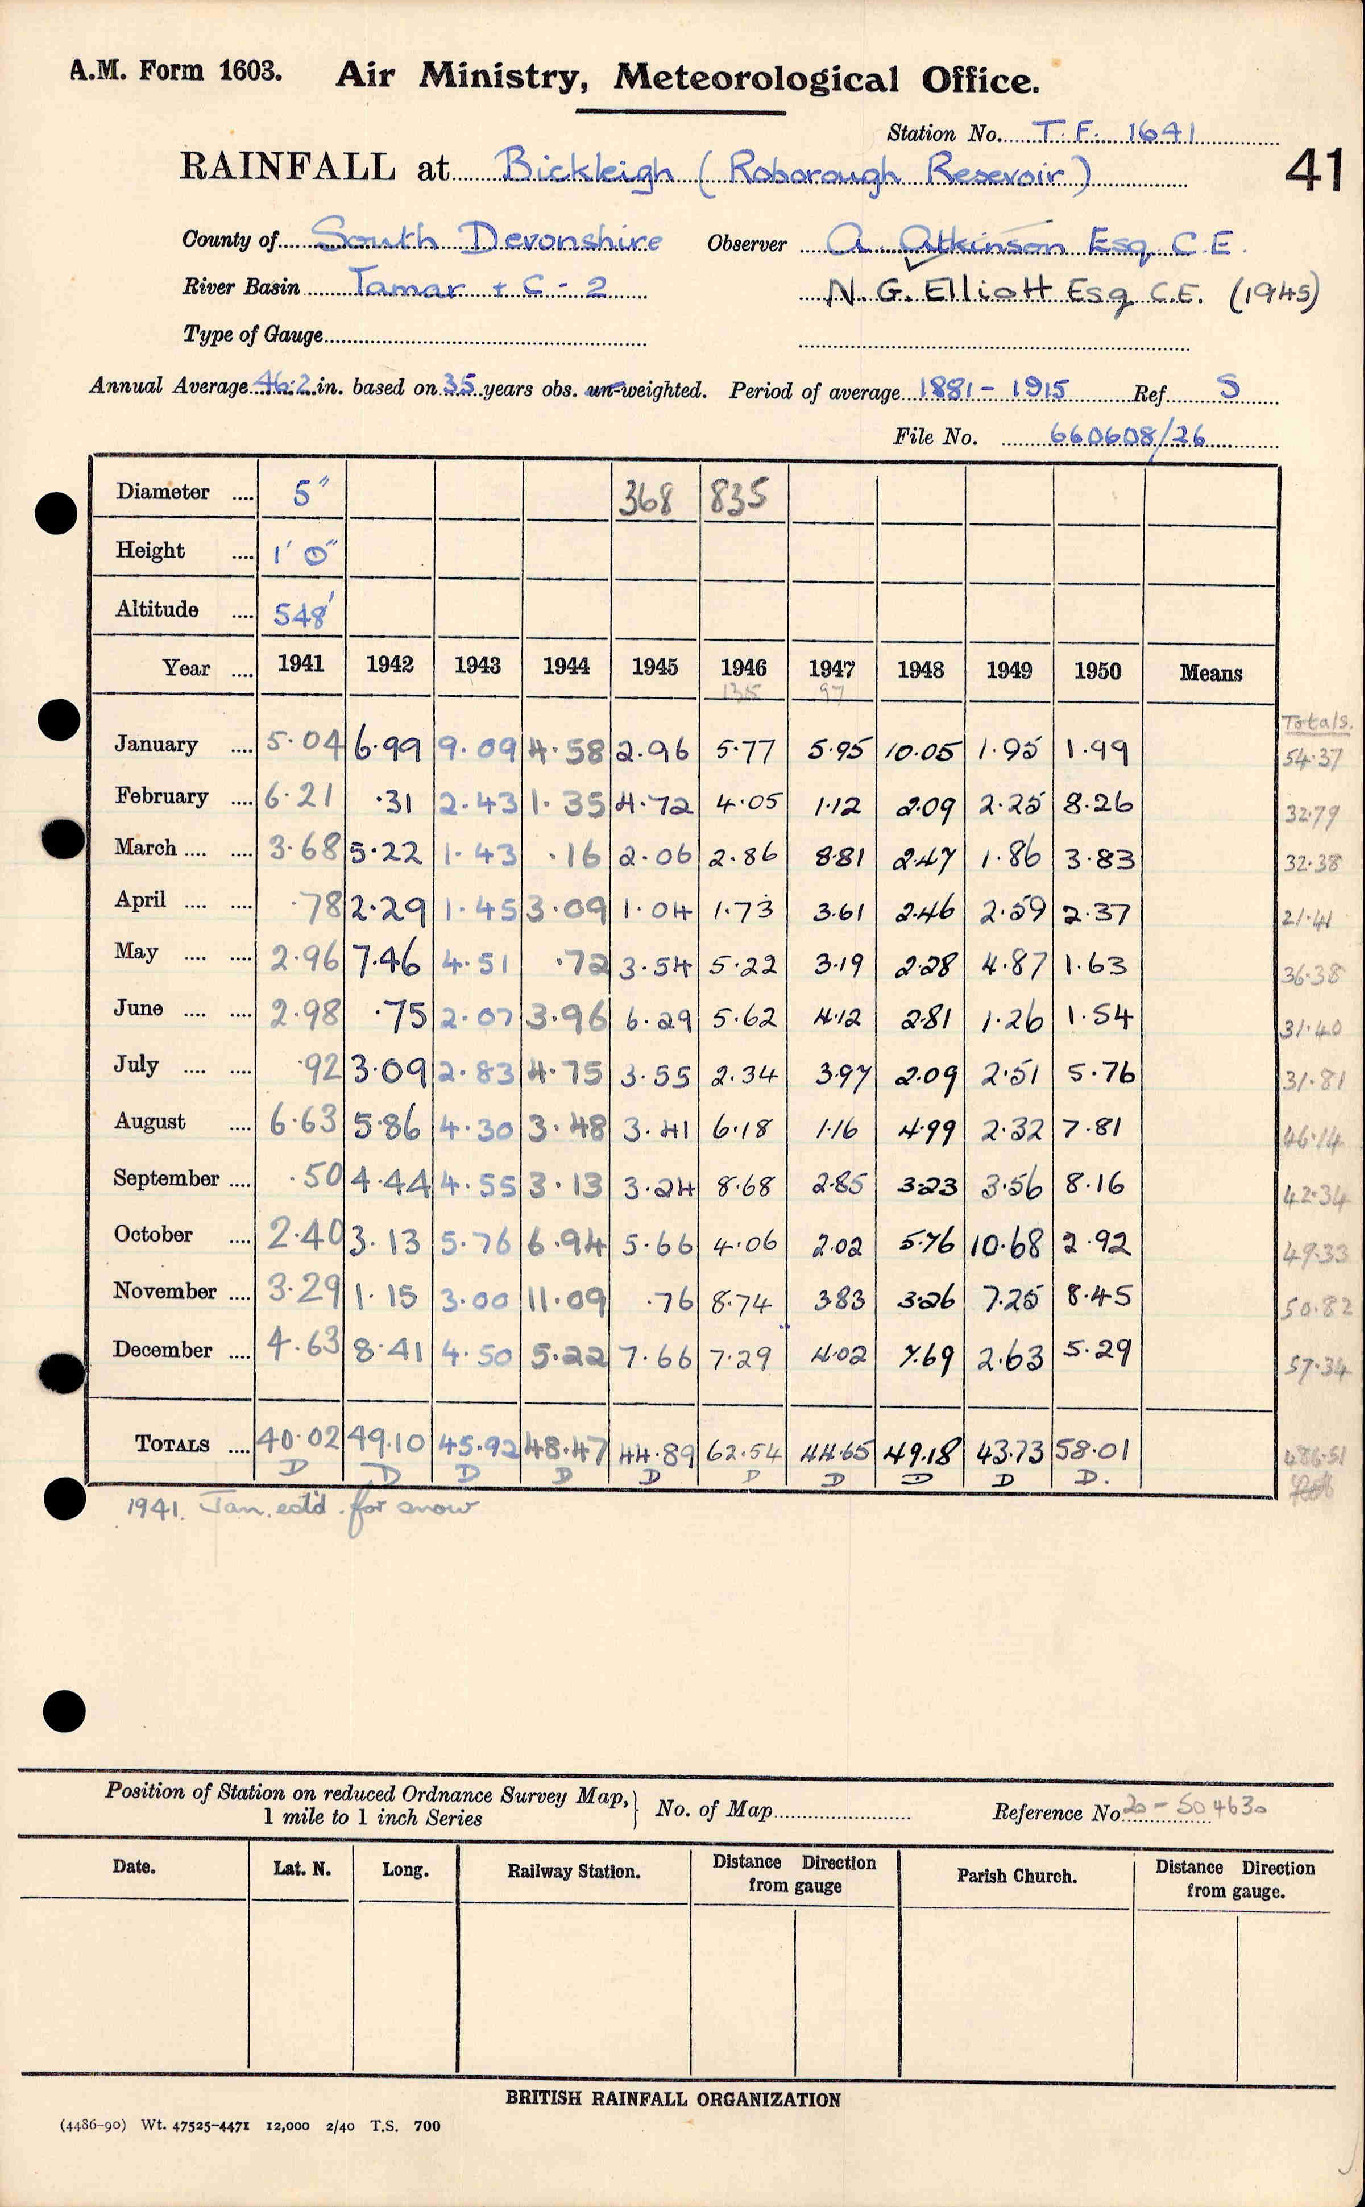 A.M. Form 1603. Air Ministry, Meteorological Office.
Station No. T.F. 1641
RAINFALL at Bickleigh (Roborough Resevoir) 41
County of South Devonshire Observer A. Atkinson Esq C.E.
River Basin Tamar + C-2 N.G. Elliott Esq C.E. (1945)
Type of Gauge
Annual Average 46.2 in. based on 35 years obs. un-weighted. Period of average 1881-1915 Ref S
File No. 660608/26
Diameter .... 5" 368 835
Height .... 1' 0"
Altitude .... 548'
Year .... 1941 1942 1943 1944 1945 1946 1947 1948 1949 1950 Means
97
Totals.
January .... 5.04 6.99 9.09 4.58 2.96 5.77 5.95 10.05 1.95 1.99 54.37
February .... 6.21 .31 2.43 1.35 4.72 4.05 1.12 2.09 2.25 8.26 32.79
March .... .... 3.68 5.22 1.43 .16 2.06 2.86 8.81 2.47 1.86 3.83 32.38
April .... .... .78 2.29 1.45 3.09 1.04 1.73 3.61 2.46 2.59 2.37 21.41
May .... .... 2.96 7.46 4.51 .72 3.54 5.22 3.19 2.28 4.87 1.63 36.38
June .... .... 2.98 .75 2.07 3.96 6.29 5.62 4.12 2.81 1.26 1.54 31.40
July .... .... .92 3.09 2.83 4.75 3.55 2.34 3.97 2.09 2.51 5.76 31.81
August .... 6.63 5.86 4.30 3.48 3.41 6.18 1.16 4.99 2.32 7.81 46.14
September .... .50 4.44 4.55 3.13 3.24 8.68 2.85 3.23 3.56 8.16 42.34
October .... 2.40 3.13 5.76 6.94 5.66 4.06 2.02 5.76 10.68 2.92 49.33
November .... 3.29 1.15 3.00 11.09 .76 8.74 3.83 3.26 7.25 8.45 50.82
December .... 4.63 8.41 4.50 5.22 7.66 7.29 4.02 7.69 2.63 5.29 57.34
TOTALS .... 40.02 49.10 45.92 48.47 44.89 62.54 44.65 49.18 43.73 58.01 486.51
D D D D D D D D D D.
1941. Jan. est'd. for snow
Position of Station on reduced Ordnance Survey Map,
1 mile to 1 inch Series } No. of Map Reference No 20-504630
Date. Lat. N. Long. Railway Station. Distance Direction from gauge Parish Church. Distance Direction from gauge.
BRITISH RAINFALL ORGANIZATION
(4486-90) Wt. 47525-4471 12,000 2/40 T.S. 700